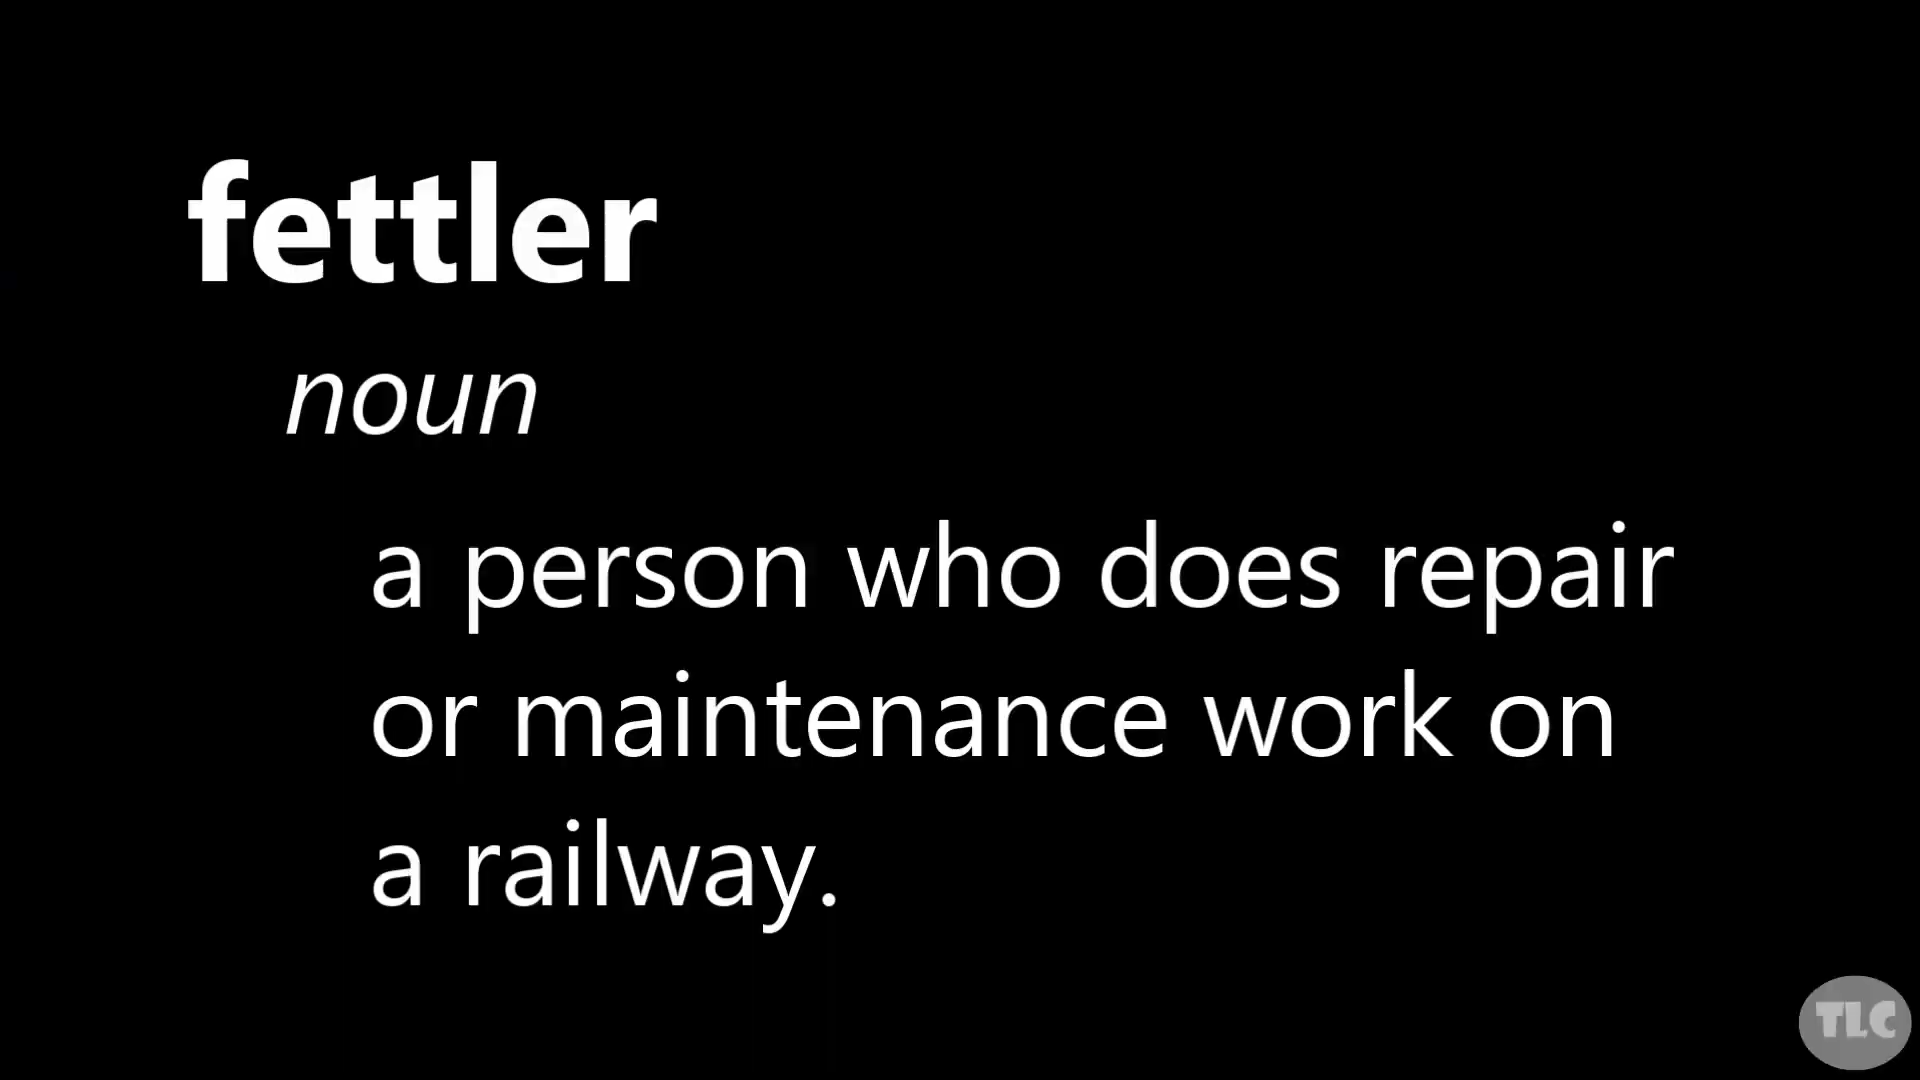 fettler
noun
a person who does repair
or maintenance work on
a railway.
TLC